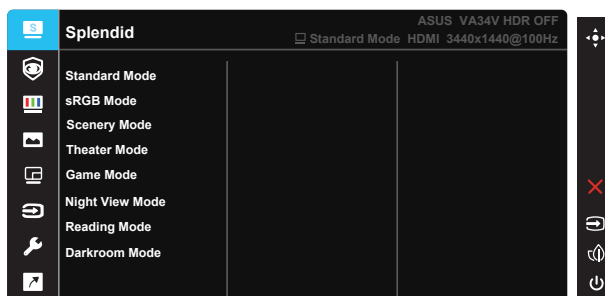 S
Splendid
ASUS VA34V HDR OFF
Standard Mode HDMI 3440x1440@100Hz
Standard Mode
sRGB Mode
Scenery Mode
Theater Mode
Game Mode
Night View Mode
Reading Mode
Darkroom Mode